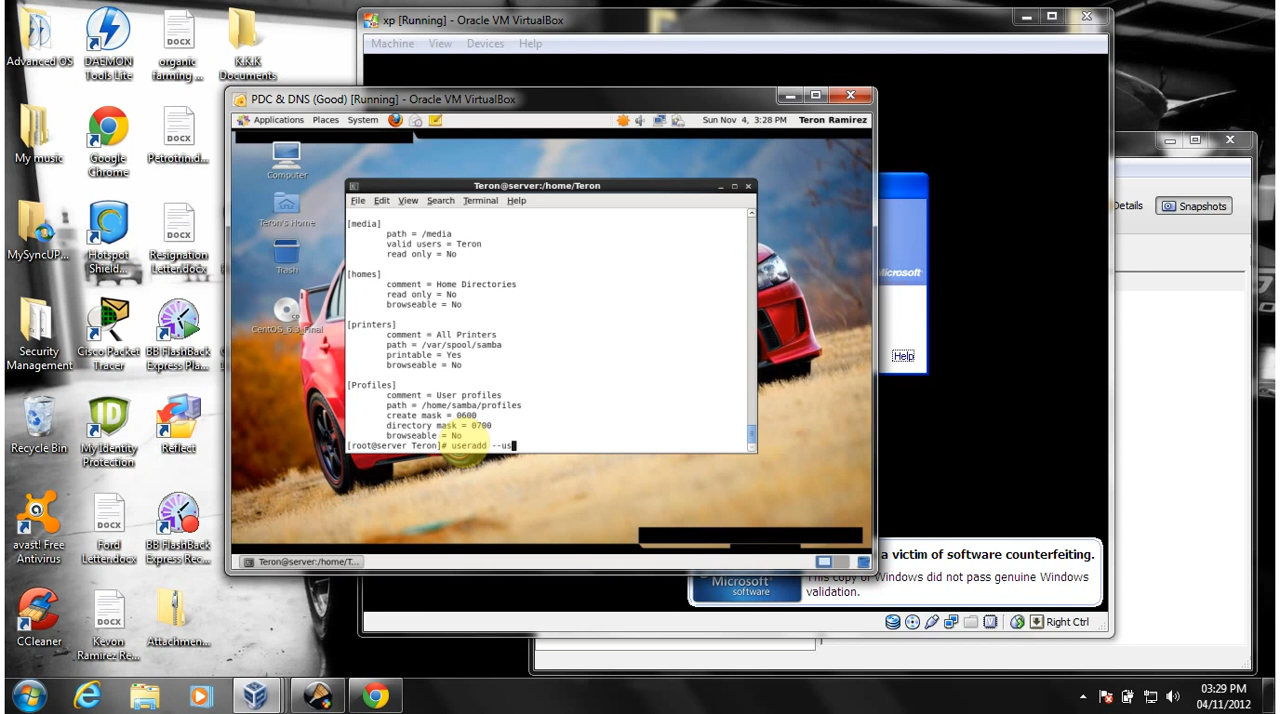 Advanced OS
DAEMON
Tools Lite
organic
farming ...
K.K.K
Documents
My music
Google
Chrome
Petrotrin.d...
MySyncUP...
Hotspot
Shield...
Resignation
Letter.docx
Security
Management
Cisco Packet
Tracer
BB FlashBack
Express Pla...
Recycle Bin
My Identity
Protection
Reflect
avast! Free
Antivirus
Ford
Letter.docx
BB FlashBack
Express Rec...
CCleaner
Kevon
Ramirez Re...
Attachmen...
DOCX
DOCX
DOCX
DOCX
DOCX
xp [Running] - Oracle VM VirtualBox
Machine View Devices Help
PDC & DNS (Good) [Running] - Oracle VM VirtualBox
Applications Places System Sun Nov 4, 3:28 PM Teron Ramirez
Computer
Teron's Home
Trash
CentOS_6.3_Final
Teron@server:/home/Teron
File Edit View Search Terminal Help
[media]
path = /media
valid users = Teron
read only = No
[homes]
comment = Home Directories
read only = No
browseable = No
[printers]
comment = All Printers
path = /var/spool/samba
printable = Yes
browseable = No
[Profiles]
comment = User profiles
path = /home/samba/profiles
create mask = 0600
directory mask = 0700
browseable = No
[root@server Teron]# useradd --us
Teron@server:/home/T...
Microsoft
Help
Details
Snapshots
a victim of software counterfeiting.
This copy of Windows did not pass genuine Windows
validation.
Microsoft
software
Right Ctrl
03:29 PM
04/11/2012